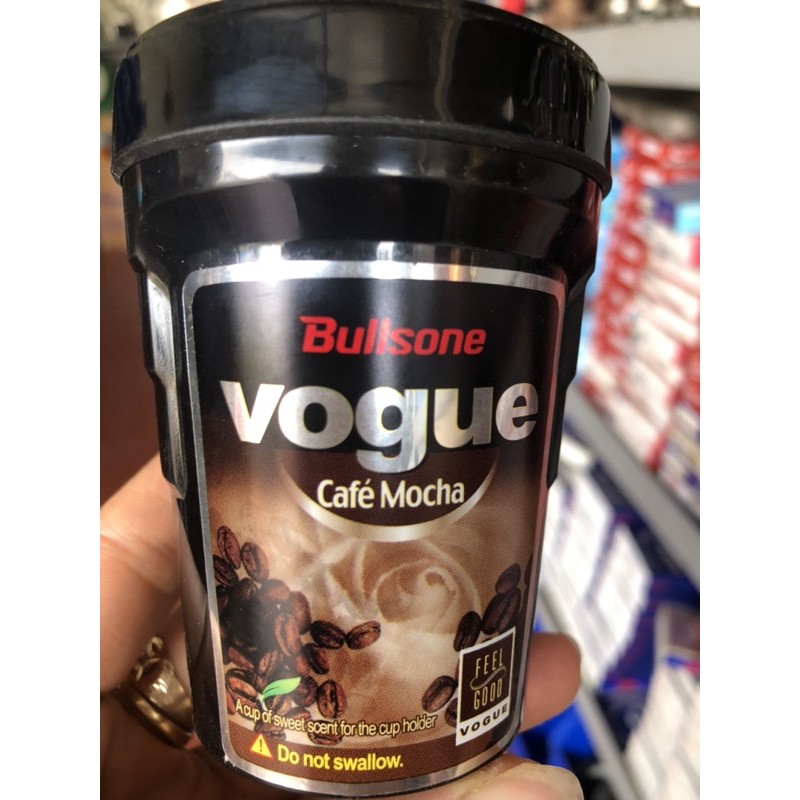 Bullsone
vogue
Café Mocha
FEEL
GOOD
VOGUE
A cup of sweet scent for the cup holder
Do not swallow.